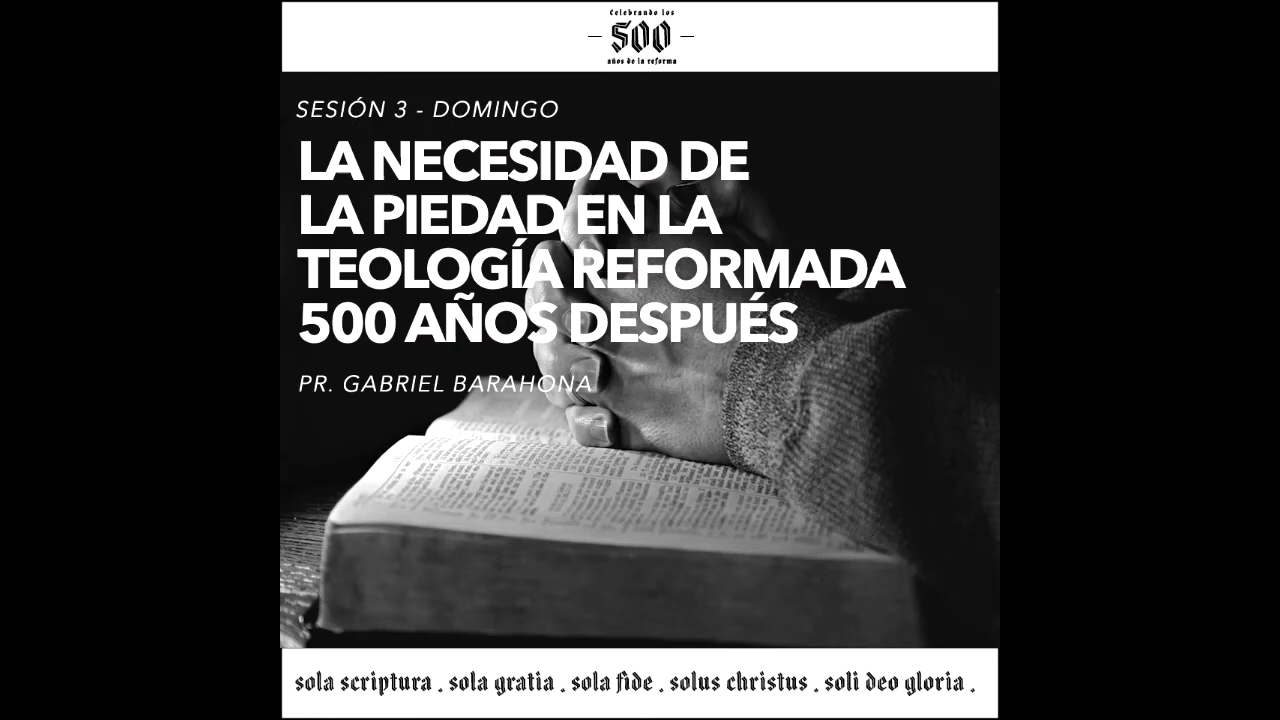 Celebrando los
- 500 -
años de la reforma
SESIÓN 3 - DOMINGO
LA NECESIDAD DE
LA PIEDAD EN LA
TEOLOGÍA REFORMADA
500 AÑOS DESPUÉS
PR. GABRIEL BARAHONA
sola scriptura . sola gratia . sola fide . solus christus . soli deo gloria .